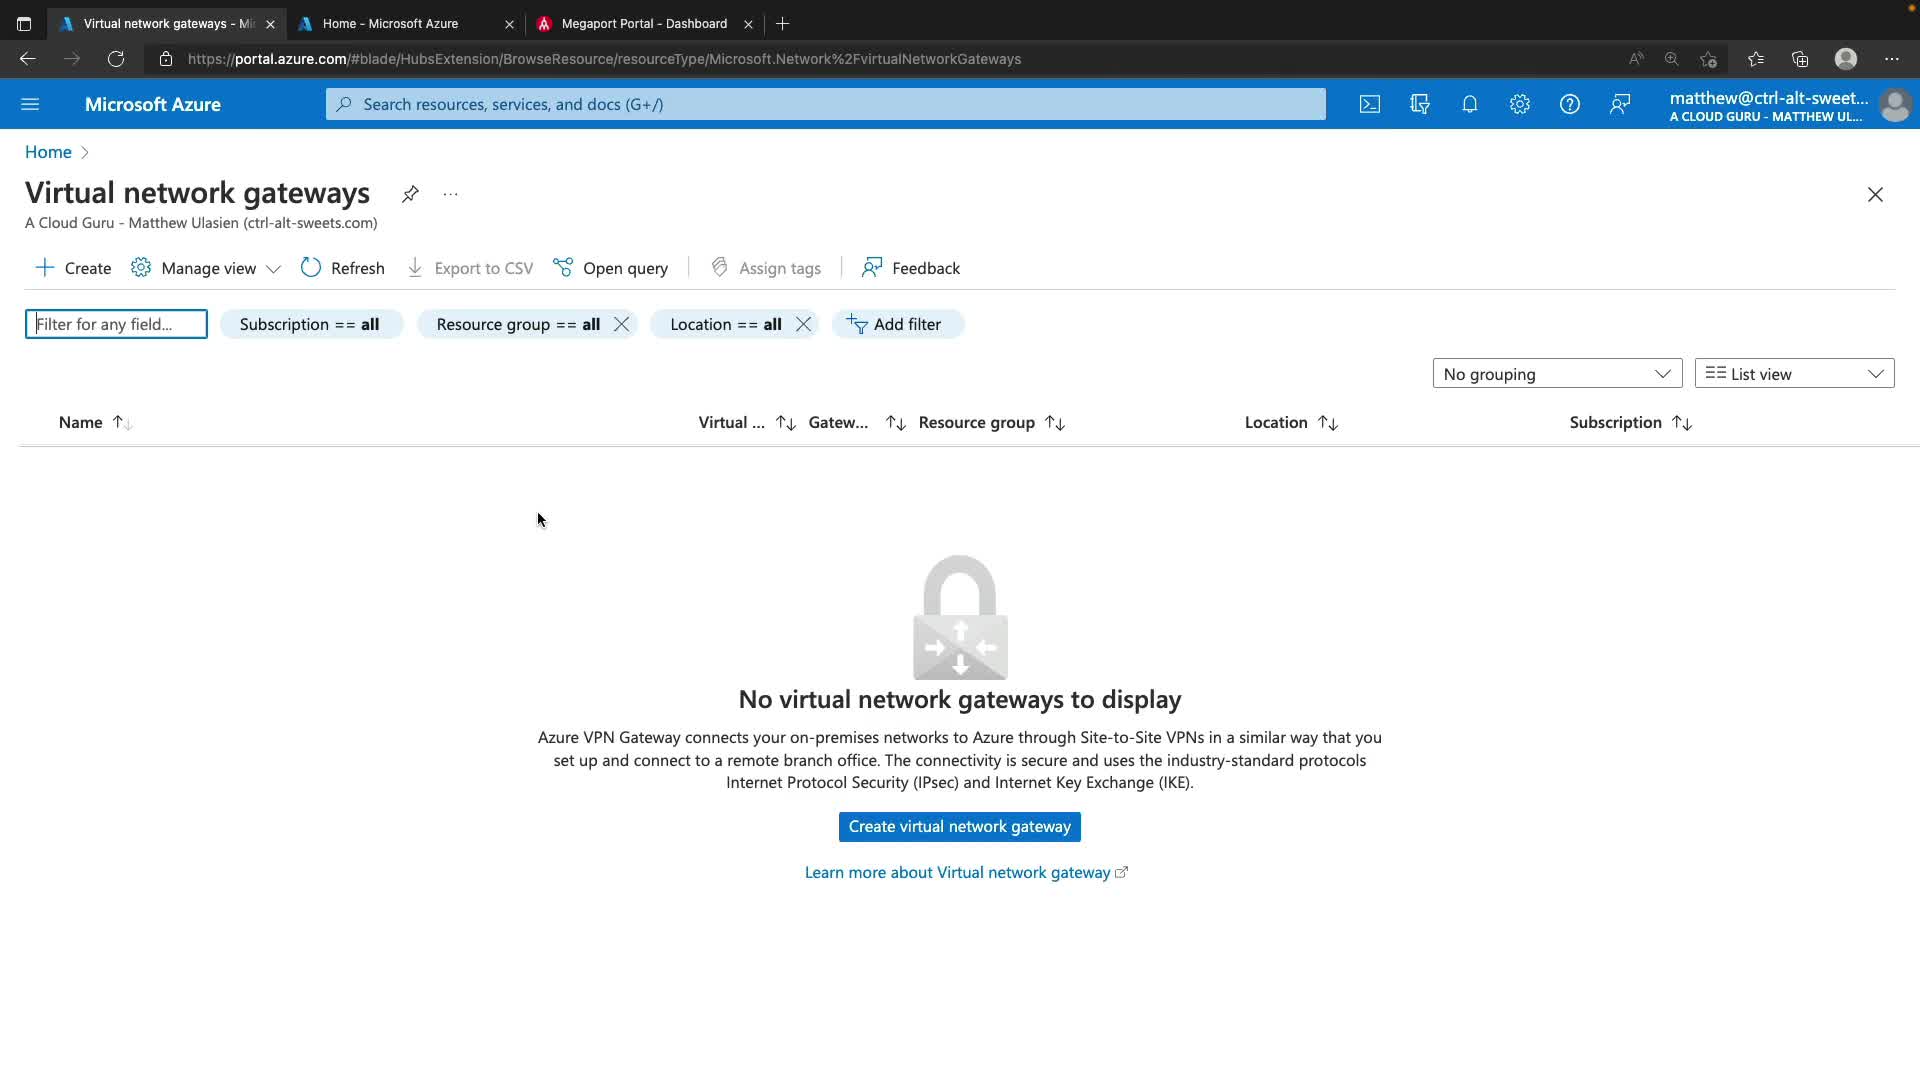 Virtual network gateways - Mi
Home - Microsoft Azure
Megaport Portal - Dashboard
https://portal.azure.com/#blade/HubsExtension/BrowseResource/resourceType/Microsoft.Network%2FvirtualNetworkGateways
Microsoft Azure
Search resources, services, and docs (G+/)
matthew@ctrl-alt-sweet...
A CLOUD GURU - MATTHEW UL...
Home
Virtual network gateways
A Cloud Guru - Matthew Ulasien (ctrl-alt-sweets.com)
Create Manage view Refresh Export to CSV Open query Assign tags Feedback
Filter for any field... Subscription == all Resource group == all Location == all Add filter
No grouping List view
Name Virtual ... Gatew... Resource group Location Subscription
No virtual network gateways to display
Azure VPN Gateway connects your on-premises networks to Azure through Site-to-Site VPNs in a similar way that you
set up and connect to a remote branch office. The connectivity is secure and uses the industry-standard protocols
Internet Protocol Security (IPsec) and Internet Key Exchange (IKE).
Create virtual network gateway
Learn more about Virtual network gateway